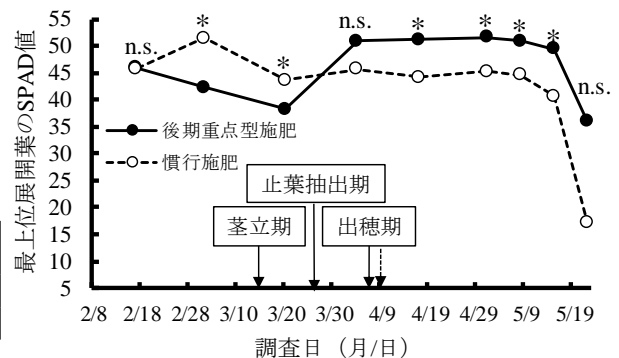 最上位展開葉のSPAD値
55
50
45
40
35
30
25
20
15
10
5
n.s.
*
*
n.s.
*
*
*
*
n.s.
後期重点型施肥
慣行施肥
止葉抽出期
茎立期
出穂期
2/8 2/18 2/28 3/10 3/20 3/30 4/9 4/19 4/29 5/9 5/19
調査日（月/日）